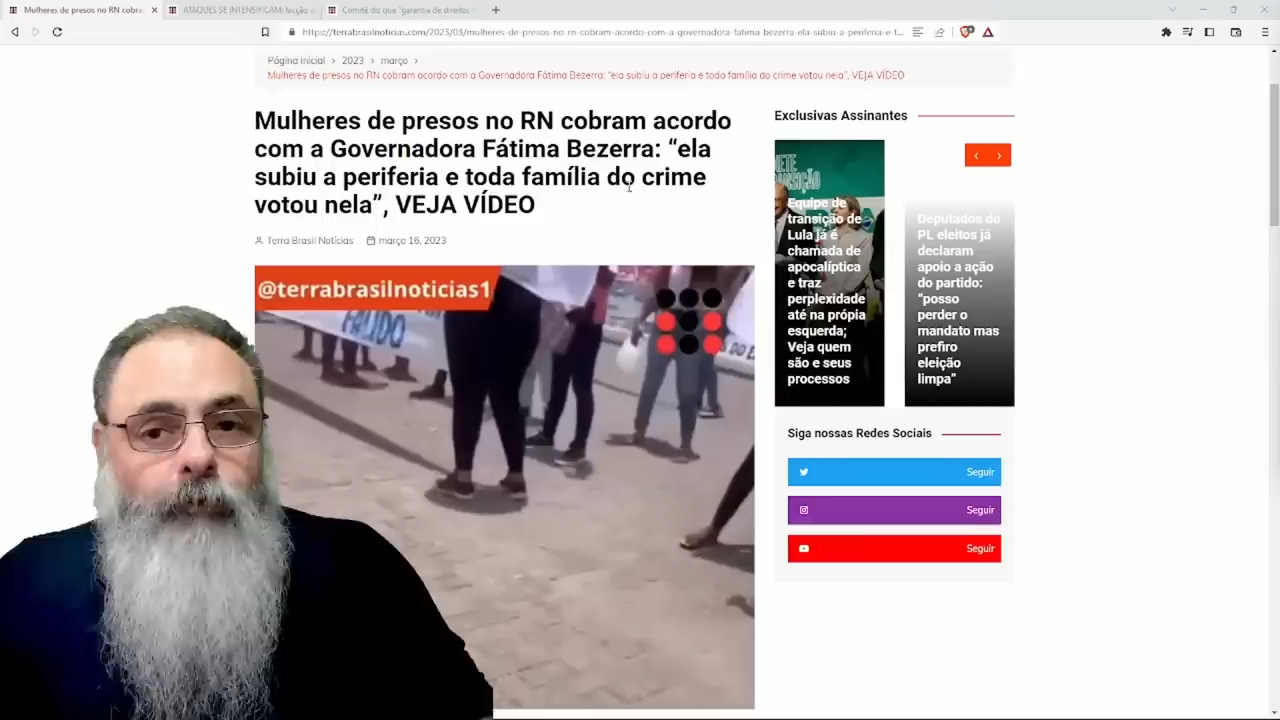 Mulheres de presos no RN cobra
ATAQUES SE INTENSIFICAM: facção c
Comitê diz que "garantia de direitos
https://terrabrasilnoticias.com/2023/03/mulheres-de-presos-no-rn-cobram-acordo-com-a-governadora-fatima-bezerra-ela-subiu-a-periferia-e-t...
Página inicial > 2023 > março >
Mulheres de presos no RN cobram acordo com a Governadora Fátima Bezerra: “ela subiu a periferia e toda família do crime votou nela”, VEJA VÍDEO
Mulheres de presos no RN cobram acordo
com a Governadora Fátima Bezerra: “ela
subiu a periferia e toda família do crime
votou nela”, VEJA VÍDEO
Terra Brasil Notícias março 16, 2023
@terrabrasilnoticias1
FALIDO
Exclusivas Assinantes
Equipe de
transição de
Lula já é
chamada de
apocalíptica
e traz
perplexidade
até na própia
esquerda;
Veja quem
são e seus
processos
Deputados do
PL eleitos já
declaram
apoio a ação
do partido:
“posso
perder o
mandato mas
prefiro
eleição
limpa”
Siga nossas Redes Sociais
Seguir
Seguir
Seguir